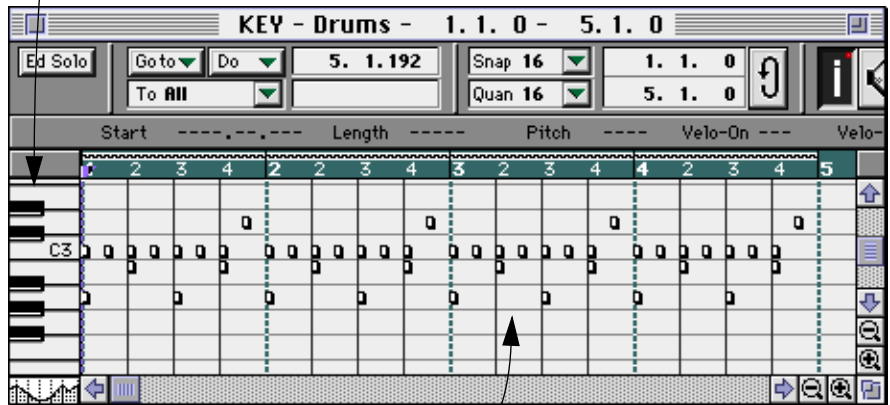 KEY - Drums - 1. 1. 0 - 5. 1. 0
Ed Solo Goto Do 5. 1.192 Snap 16 1. 1. 0
To All Quan 16 5. 1. 0
Start ----.--.--- Length ----- Pitch ---- Velo-On --- Velo-
1 2 3 4 2 2 3 4 3 2 3 4 4 2 3 4 5
C3